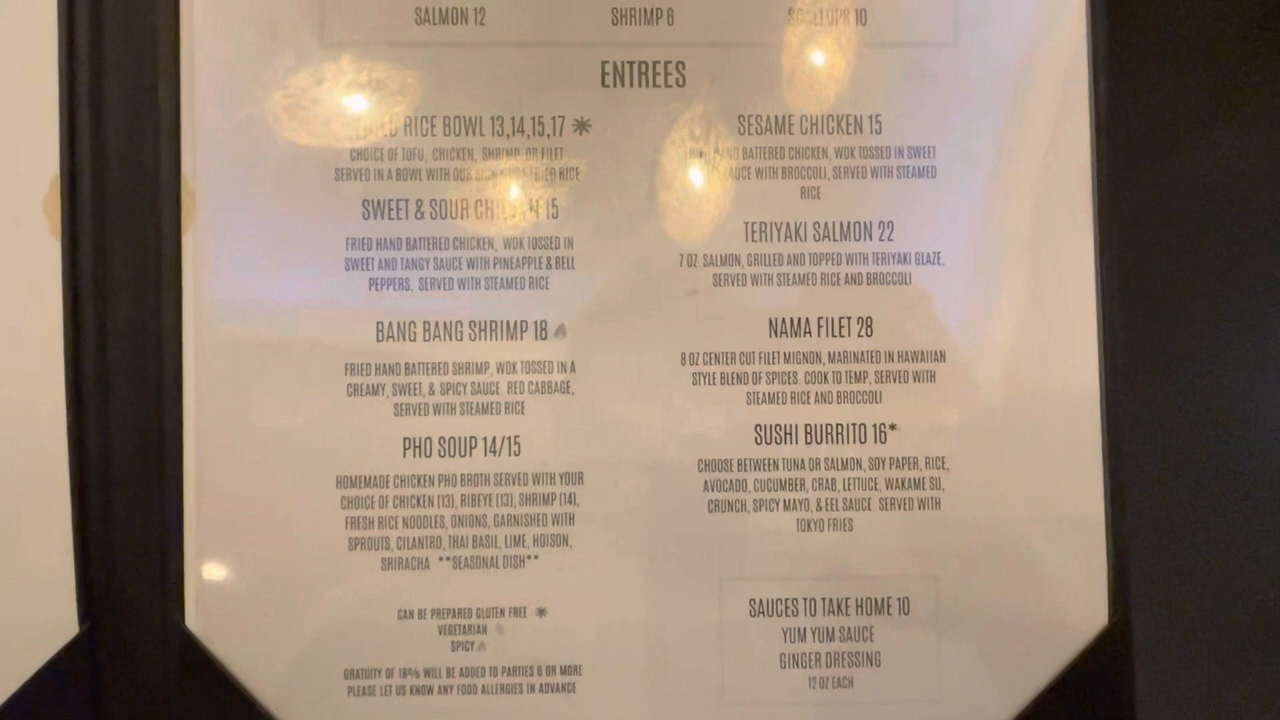 SALMON 12
SHRIMP 6
SCALLOPS 10
ENTREES
RICE BOWL 13,14,15,17 *
CHOICE OF TOFU, CHICKEN, SHRIMP OR FILET
SERVED IN A BOWL WITH OUR SIGNATURE FRIED RICE
SWEET & SOUR CHICKEN 15
FRIED HAND BATTERED CHICKEN, WOK TOSSED IN
SWEET AND TANGY SAUCE WITH PINEAPPLE & BELL
PEPPERS, SERVED WITH STEAMED RICE
BANG BANG SHRIMP 18
FRIED HAND BATTERED SHRIMP, WOK TOSSED IN A
CREAMY, SWEET, & SPICY SAUCE RED CABBAGE,
SERVED WITH STEAMED RICE
PHO SOUP 14/15
HOMEMADE CHICKEN PHO BROTH SERVED WITH YOUR
CHOICE OF CHICKEN (13), RIBEYE (13), SHRIMP (14),
FRESH RICE NOODLES, ONIONS, GARNISHED WITH
SPROUTS, CILANTRO, THAI BASIL, LIME, HOISON,
SRIRACHA **SEASONAL DISH**
CAN BE PREPARED GLUTEN FREE *
VEGETARIAN
SPICY
GRATUITY OF 18% WILL BE ADDED TO PARTIES 6 OR MORE
PLEASE LET US KNOW ANY FOOD ALLERGIES IN ADVANCE
SESAME CHICKEN 15
HAND BATTERED CHICKEN, WOK TOSSED IN SWEET
SAUCE WITH BROCCOLI, SERVED WITH STEAMED
RICE
TERIYAKI SALMON 22
7 OZ SALMON, GRILLED AND TOPPED WITH TERIYAKI GLAZE,
SERVED WITH STEAMED RICE AND BROCCOLI
NAMA FILET 28
8 OZ CENTER CUT FILET MIGNON, MARINATED IN HAWAIIAN
STYLE BLEND OF SPICES. COOK TO TEMP, SERVED WITH
STEAMED RICE AND BROCCOLI
SUSHI BURRITO 16*
CHOOSE BETWEEN TUNA OR SALMON, SOY PAPER, RICE,
AVOCADO, CUCUMBER, CRAB, LETTUCE, WAKAME SU,
CRUNCH, SPICY MAYO, & EEL SAUCE SERVED WITH
TOKYO FRIES
SAUCES TO TAKE HOME 10
YUM YUM SAUCE
GINGER DRESSING
12 OZ EACH